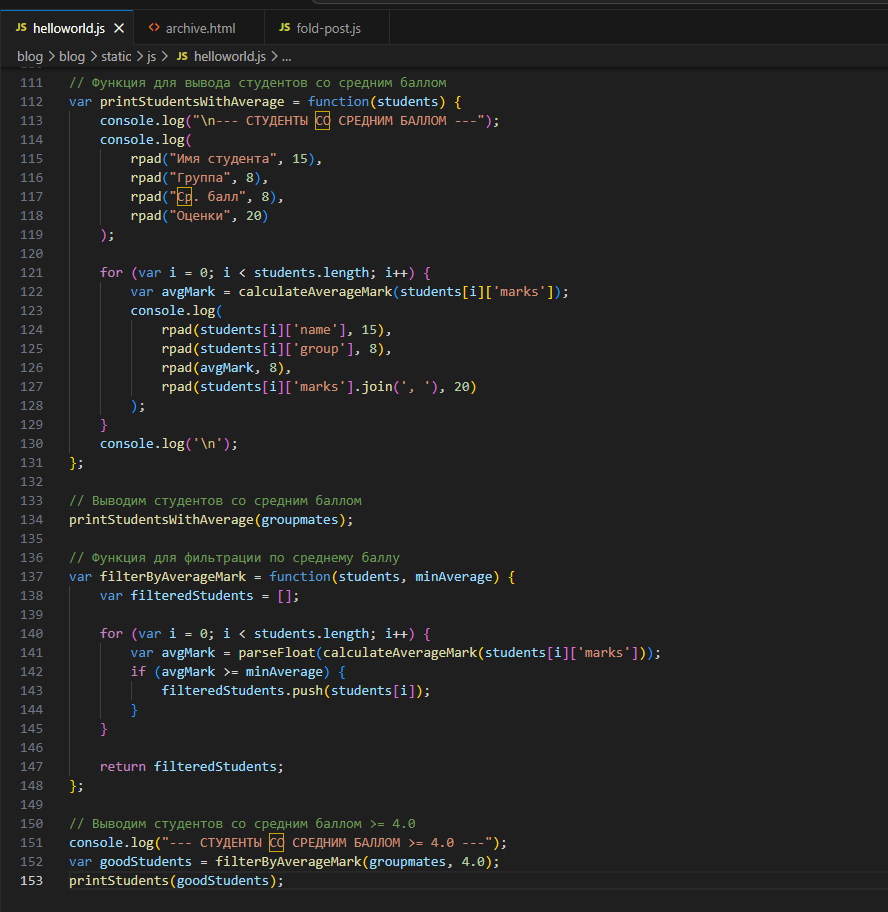 JS helloworld.js × <> archive.html JS fold-post.js
blog > blog > static > js > JS helloworld.js > ...
111 // Функция для вывода студентов со средним баллом
112 var printStudentsWithAverage = function(students) {
113     console.log("\n--- СТУДЕНТЫ СО СРЕДНИМ БАЛЛОМ ---");
114     console.log(
115         rpad("Имя студента", 15),
116         rpad("Группа", 8),
117         rpad("Ср. балл", 8),
118         rpad("Оценки", 20)
119     );
120
121     for (var i = 0; i < students.length; i++) {
122         var avgMark = calculateAverageMark(students[i]['marks']);
123         console.log(
124             rpad(students[i]['name'], 15),
125             rpad(students[i]['group'], 8),
126             rpad(avgMark, 8),
127             rpad(students[i]['marks'].join(', '), 20)
128         );
129     }
130     console.log('\n');
131 };
132
133 // Выводим студентов со средним баллом
134 printStudentsWithAverage(groupmates);
135
136 // Функция для фильтрации по среднему баллу
137 var filterByAverageMark = function(students, minAverage) {
138     var filteredStudents = [];
139
140     for (var i = 0; i < students.length; i++) {
141         var avgMark = parseFloat(calculateAverageMark(students[i]['marks']));
142         if (avgMark >= minAverage) {
143             filteredStudents.push(students[i]);
144         }
145     }
146
147     return filteredStudents;
148 };
149
150 // Выводим студентов со средним баллом >= 4.0
151 console.log("--- СТУДЕНТЫ СО СРЕДНИМ БАЛЛОМ >= 4.0 ---");
152 var goodStudents = filterByAverageMark(groupmates, 4.0);
153 printStudents(goodStudents);